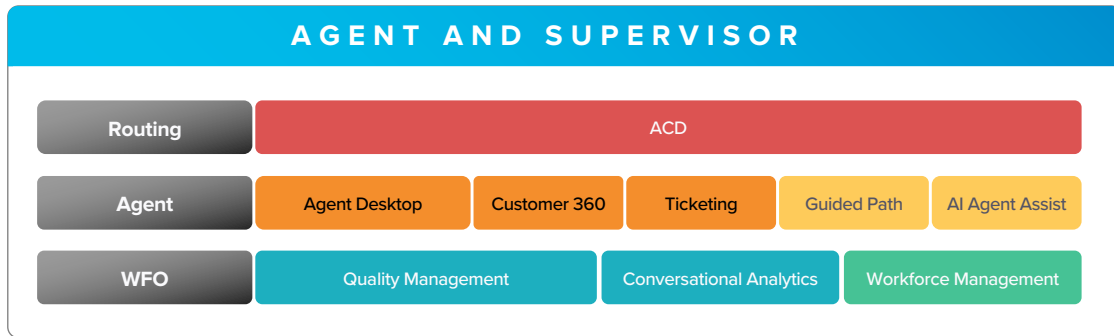 AGENT AND SUPERVISOR
Routing ACD
Agent Agent Desktop Customer 360 Ticketing Guided Path AI Agent Assist
WFO Quality Management Conversational Analytics Workforce Management